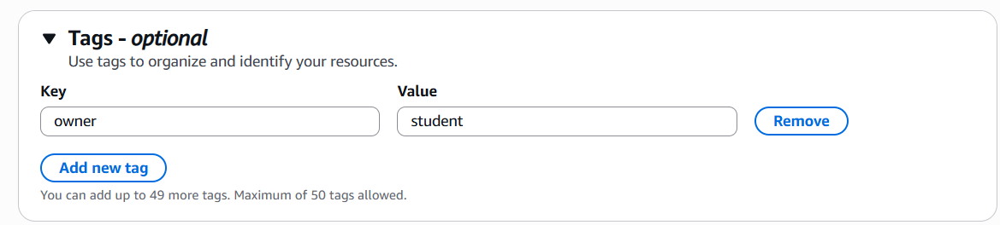 Tags - optional
Use tags to organize and identify your resources.
Key Value
owner student Remove
Add new tag
You can add up to 49 more tags. Maximum of 50 tags allowed.